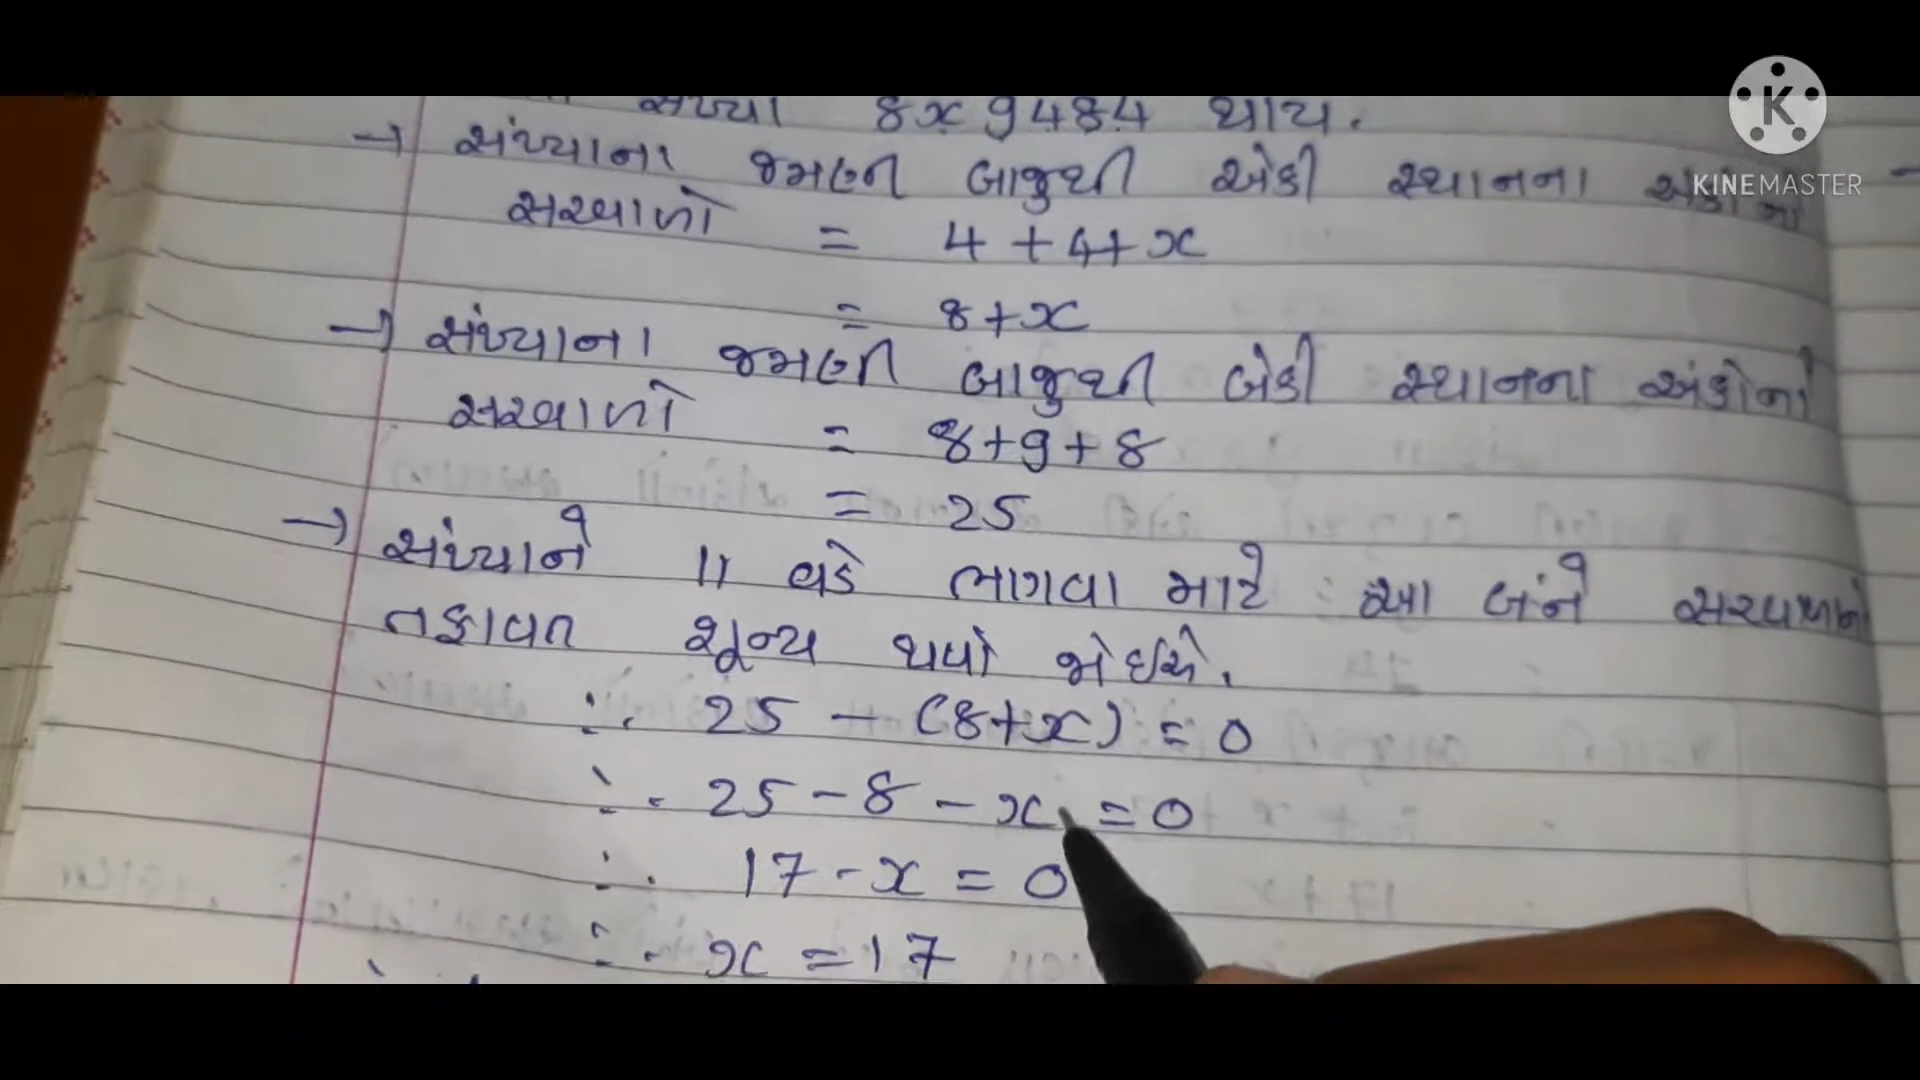 સંખ્યા 8x9484 થાય.
→ સંખ્યાના જમણી બાજુથી એકી સ્થાનના અંકોના
સરવાળો = 4 + 4 + x
= 8 + x
→ સંખ્યાના જમણી બાજુથી બેકી સ્થાનના અંકોનો
સરવાળો = 8 + 9 + 8
= 25
→ સંખ્યાને 11 વડે ભાગવા માટે આ બંને
તફાવત શૂન્ય થવો જોઈએ.
∴ 25 - (8+x) = 0
∴ 25 - 8 - x = 0
∴ 17 - x = 0
∴ x = 17
K
KINEMASTER